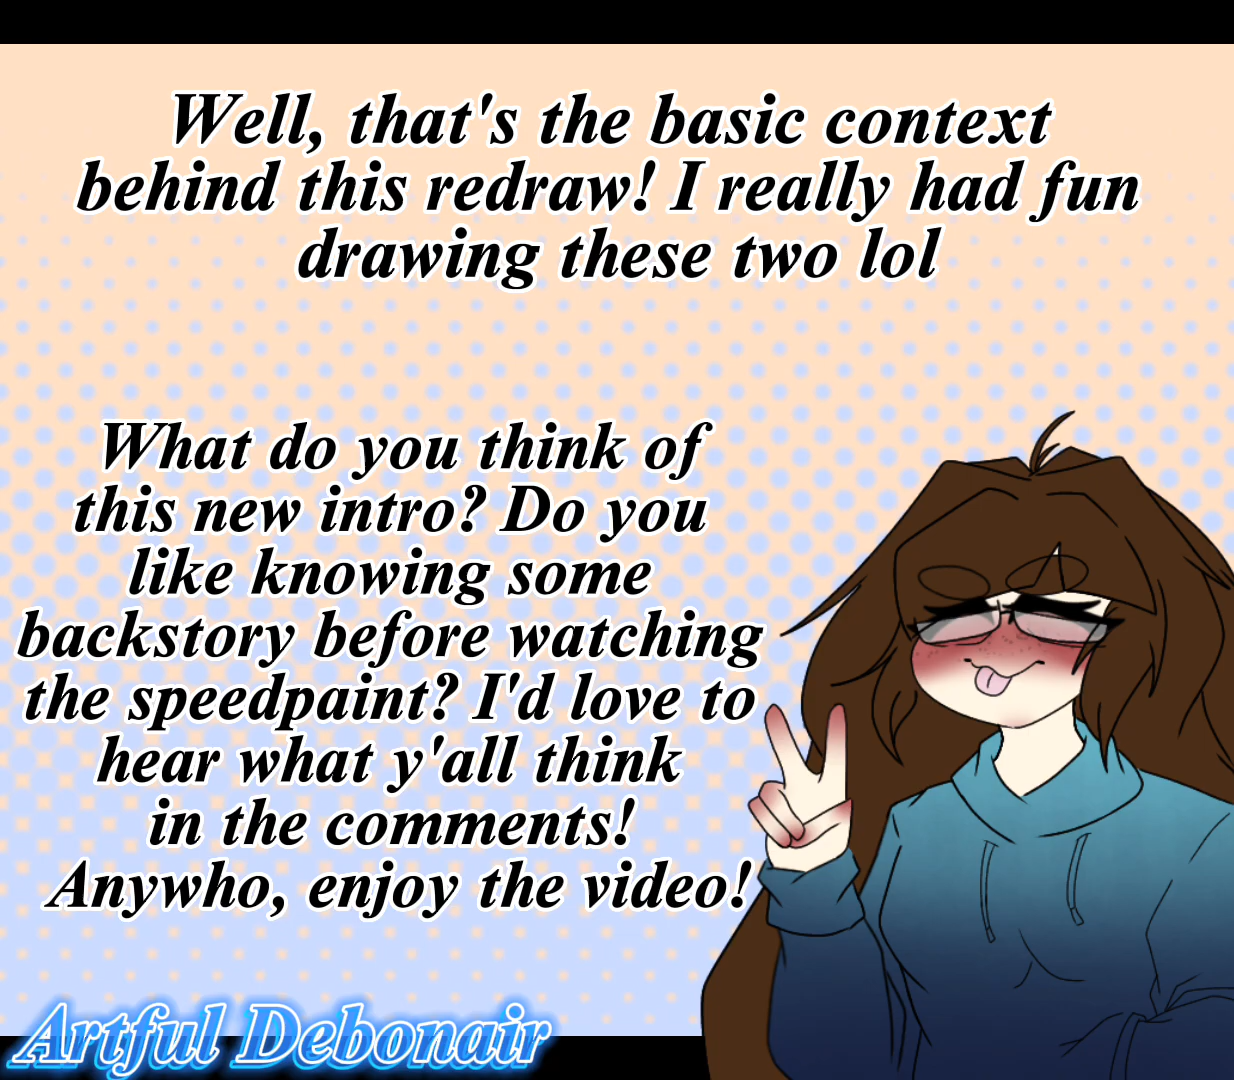 Well, that's the basic context
behind this redraw! I really had fun
drawing these two lol
What do you think of
this new intro? Do you
like knowing some
backstory before watching
the speedpaint? I'd love to
hear what y'all think
in the comments!
Anywho, enjoy the video!
Artful Debonair